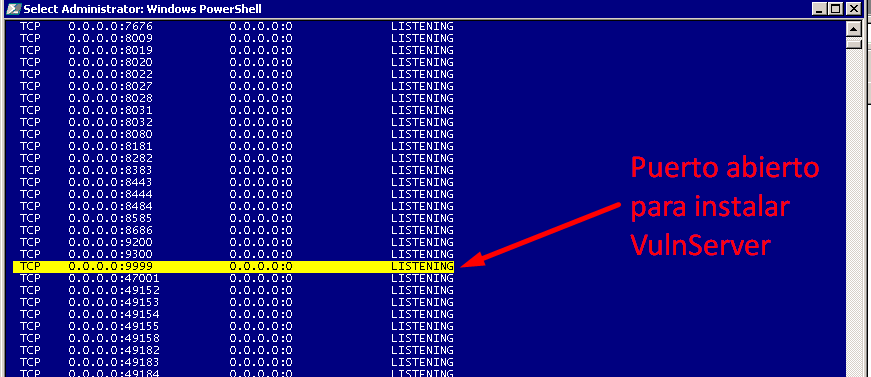 Select Administrator: Windows PowerShell
TCP 0.0.0.0:7676 0.0.0.0:0 LISTENING
TCP 0.0.0.0:8009 0.0.0.0:0 LISTENING
TCP 0.0.0.0:8019 0.0.0.0:0 LISTENING
TCP 0.0.0.0:8020 0.0.0.0:0 LISTENING
TCP 0.0.0.0:8022 0.0.0.0:0 LISTENING
TCP 0.0.0.0:8027 0.0.0.0:0 LISTENING
TCP 0.0.0.0:8028 0.0.0.0:0 LISTENING
TCP 0.0.0.0:8031 0.0.0.0:0 LISTENING
TCP 0.0.0.0:8032 0.0.0.0:0 LISTENING
TCP 0.0.0.0:8080 0.0.0.0:0 LISTENING
TCP 0.0.0.0:8181 0.0.0.0:0 LISTENING
TCP 0.0.0.0:8282 0.0.0.0:0 LISTENING
TCP 0.0.0.0:8383 0.0.0.0:0 LISTENING
TCP 0.0.0.0:8443 0.0.0.0:0 LISTENING
TCP 0.0.0.0:8444 0.0.0.0:0 LISTENING
TCP 0.0.0.0:8484 0.0.0.0:0 LISTENING
TCP 0.0.0.0:8585 0.0.0.0:0 LISTENING
TCP 0.0.0.0:8686 0.0.0.0:0 LISTENING
TCP 0.0.0.0:9200 0.0.0.0:0 LISTENING
TCP 0.0.0.0:9300 0.0.0.0:0 LISTENING
TCP 0.0.0.0:9999 0.0.0.0:0 LISTENING
TCP 0.0.0.0:47001 0.0.0.0:0 LISTENING
TCP 0.0.0.0:49152 0.0.0.0:0 LISTENING
TCP 0.0.0.0:49153 0.0.0.0:0 LISTENING
TCP 0.0.0.0:49154 0.0.0.0:0 LISTENING
TCP 0.0.0.0:49155 0.0.0.0:0 LISTENING
TCP 0.0.0.0:49158 0.0.0.0:0 LISTENING
TCP 0.0.0.0:49182 0.0.0.0:0 LISTENING
TCP 0.0.0.0:49183 0.0.0.0:0 LISTENING
TCP 0.0.0.0:49184 0.0.0.0:0 LISTENING
Puerto abierto
para instalar
VulnServer